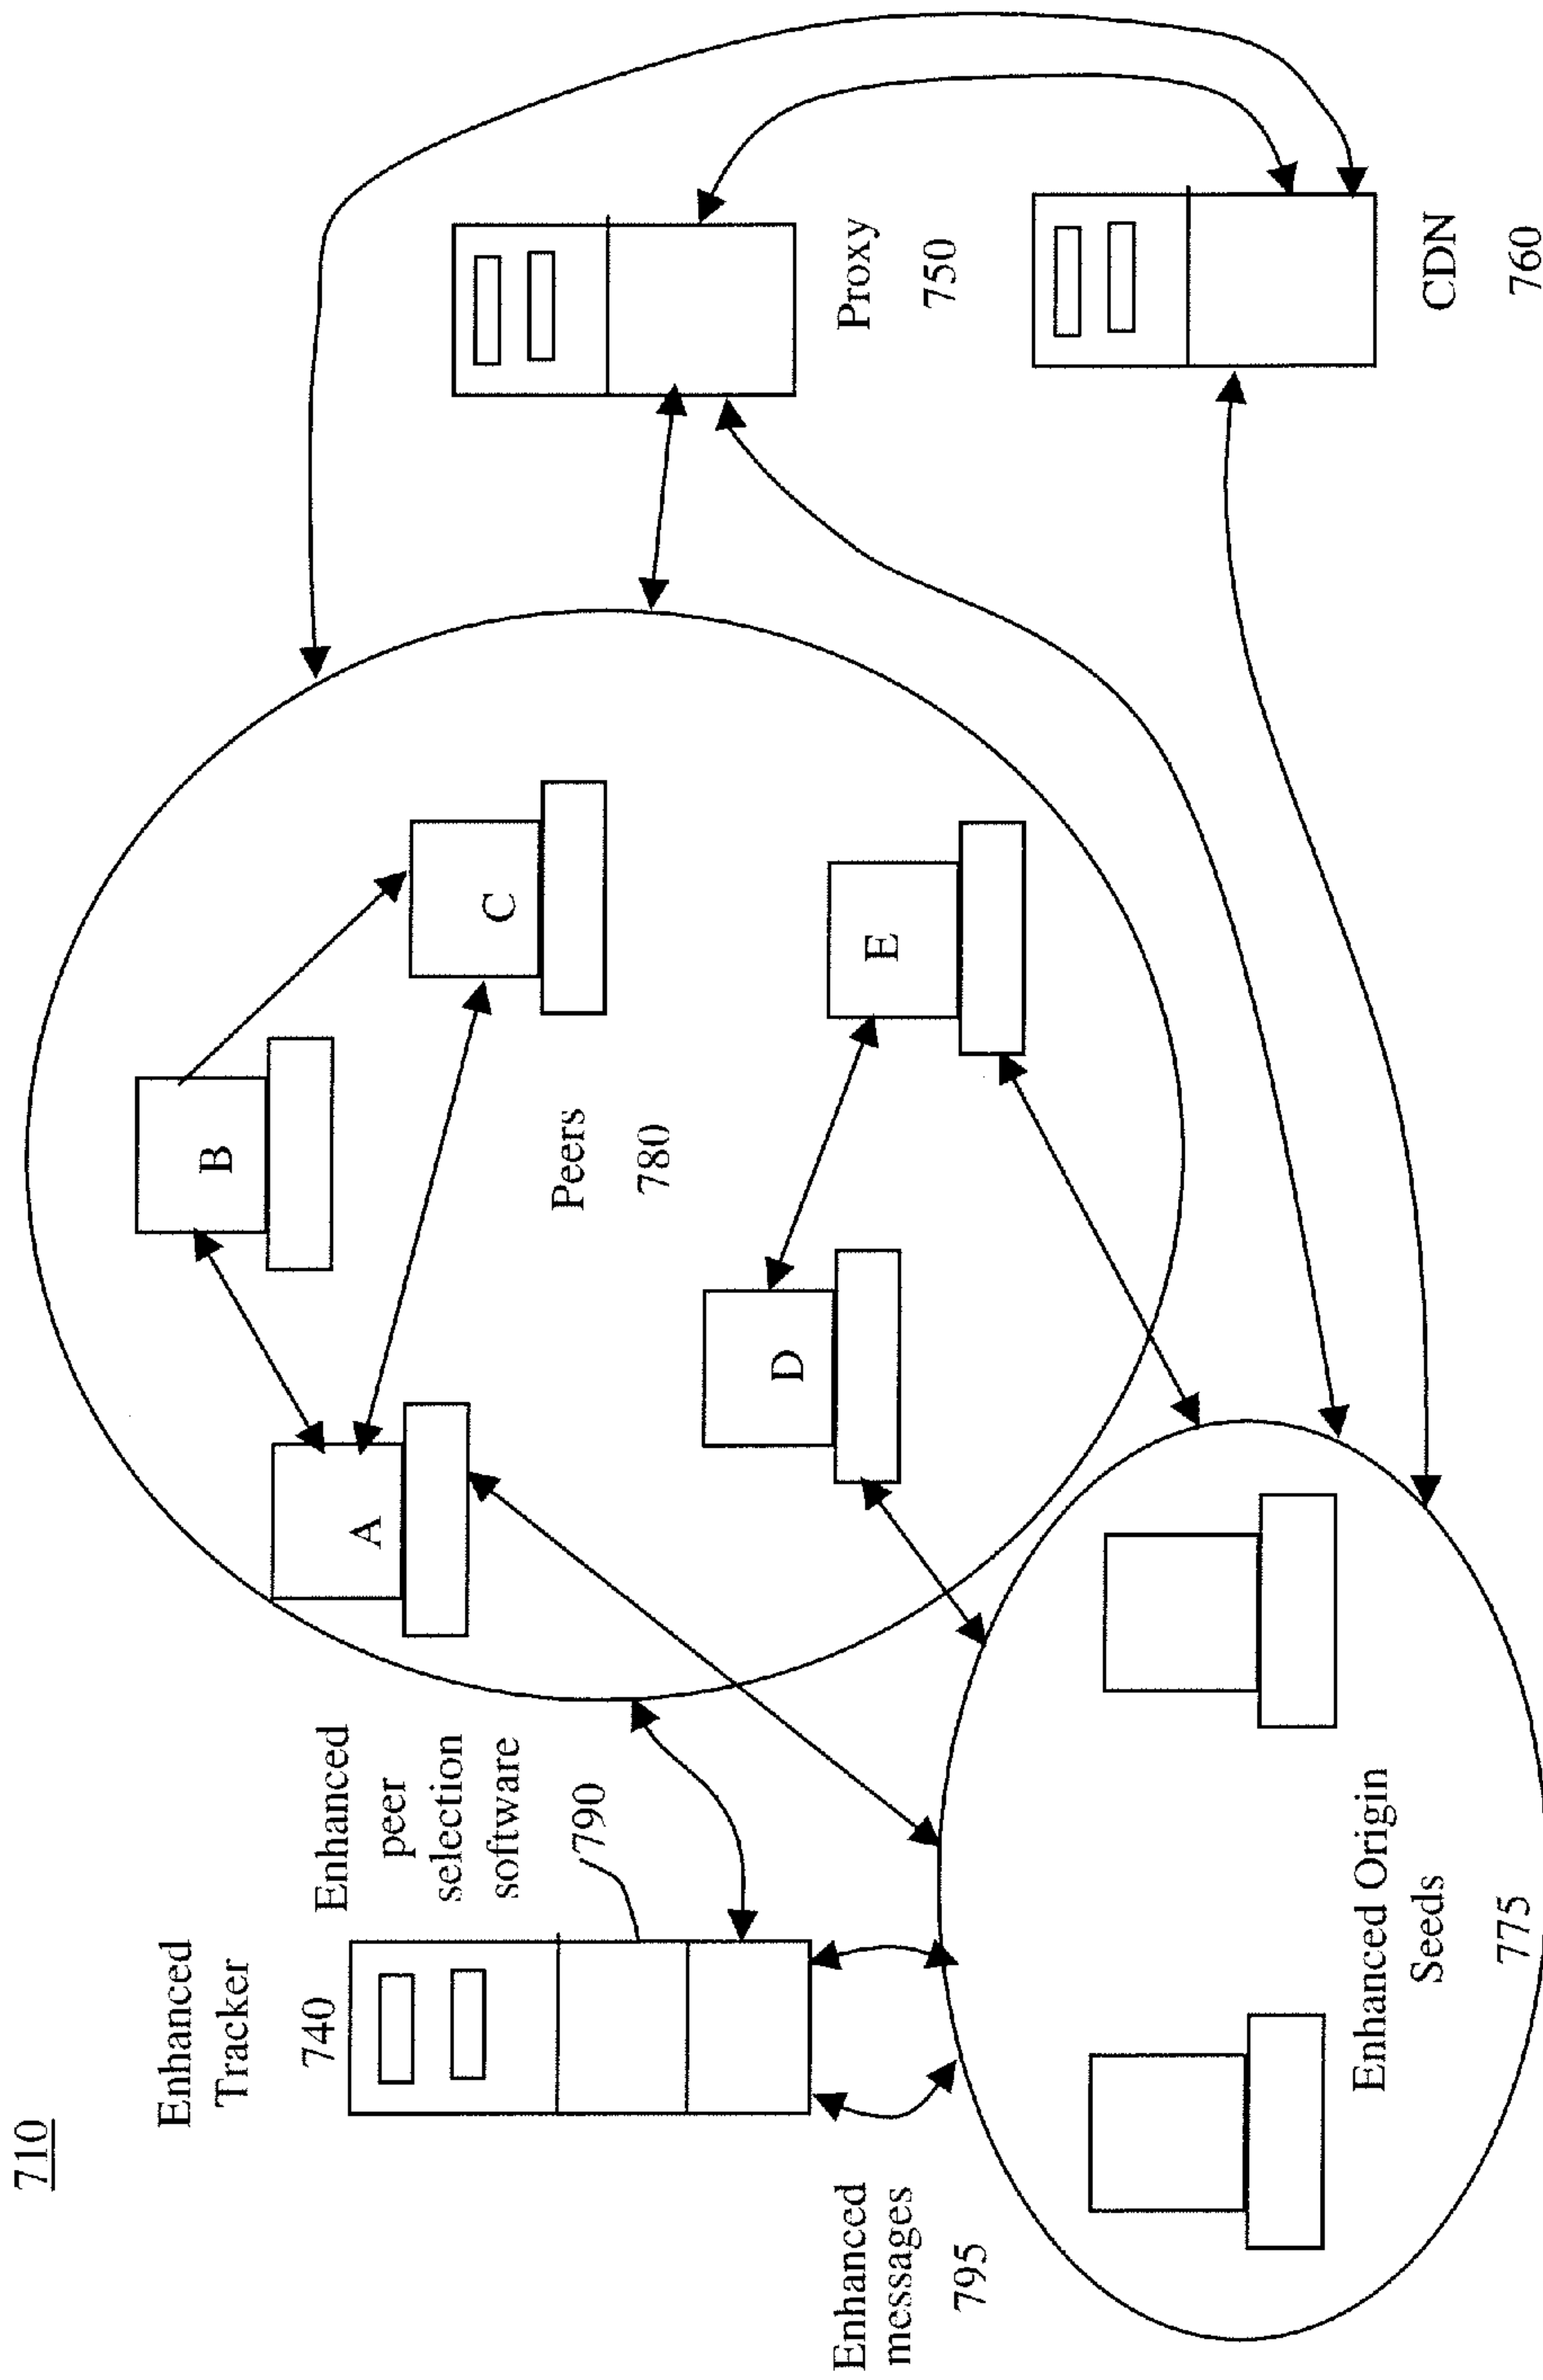 710
Enhanced
Tracker
740
Enhanced
peer
selection
software
790
Enhanced
messages
795
A
B
C
D
E
Peers
780
Enhanced Origin
Seeds
775
Proxy
750
CDN
760